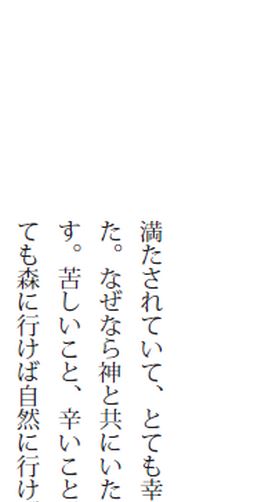 満たされていて、とても幸
た。なぜなら神と共にいた
す。苦しいこと、辛いこと
ても森に行けば自然に行け